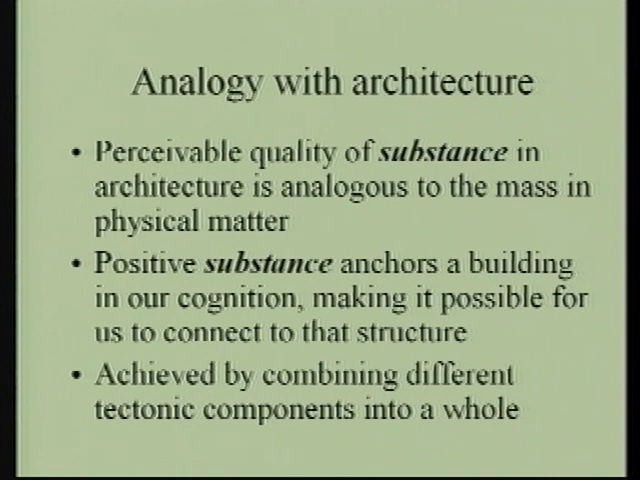 Analogy with architecture
• Perceivable quality of substance in
architecture is analogous to the mass in
physical matter
• Positive substance anchors a building
in our cognition, making it possible for
us to connect to that structure
• Achieved by combining different
tectonic components into a whole